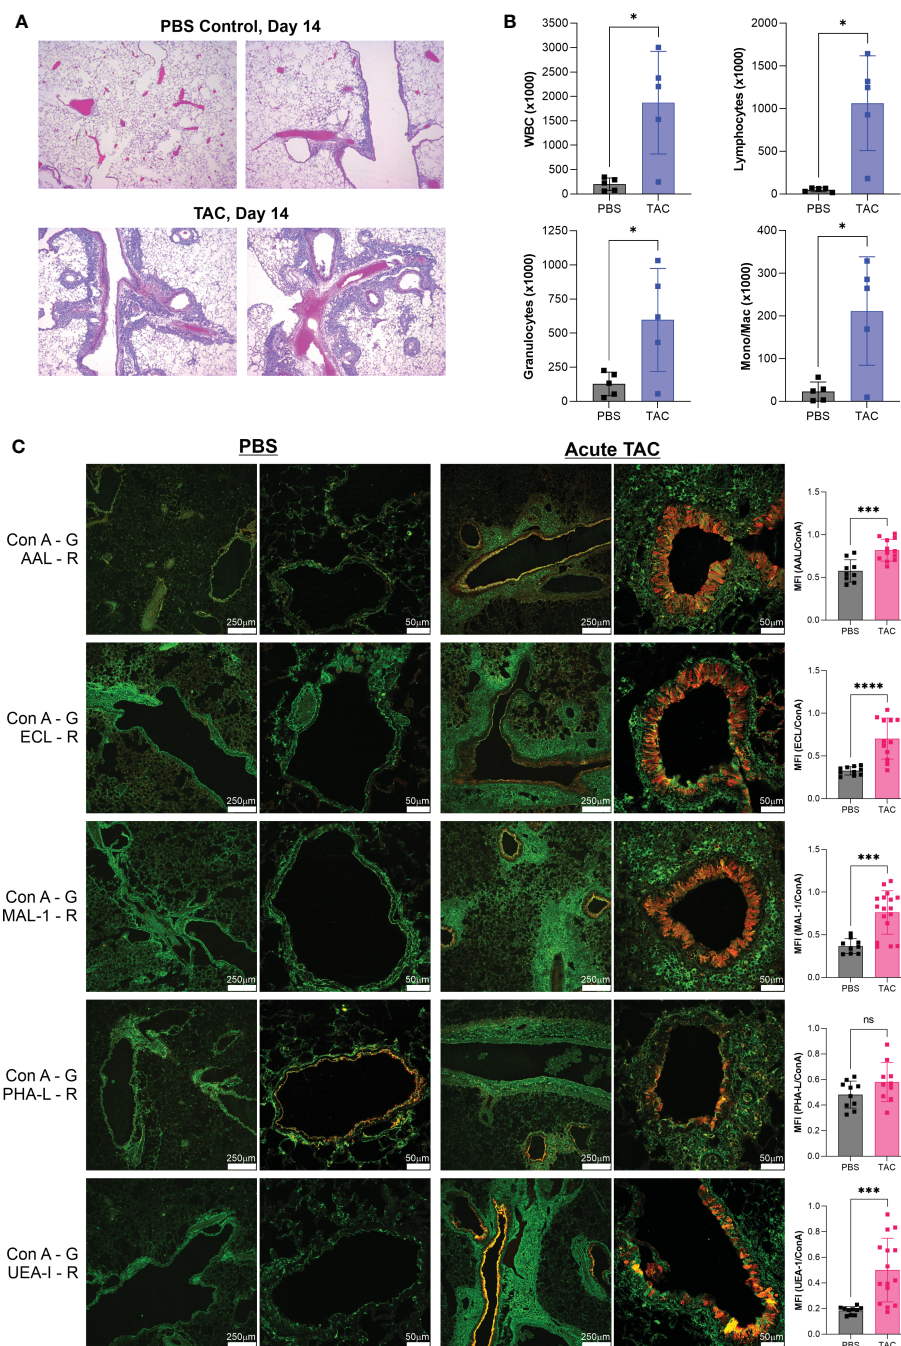 A
PBS Control, Day 14
TAC, Day 14
B
WBC (x1000)
3500
3000
2500
2000
1500
1000
500
0
*
PBS
TAC
Lymphocytes (x1000)
2000
1500
1000
500
0
*
PBS
TAC
Granulocytes (x1000)
1250
1000
750
500
250
0
*
PBS
TAC
Mono/Mac (x1000)
400
300
200
100
0
*
PBS
TAC
C
PBS
Acute TAC
Con A - G
AAL - R
250µm
50µm
250µm
50µm
MFI (AAL/ConA)
1.5
1.0
0.5
0.0
***
PBS
TAC
Con A - G
ECL - R
250µm
50µm
250µm
50µm
MFI (ECL/ConA)
1.5
1.0
0.5
0.0
****
PBS
TAC
Con A - G
MAL-1 - R
250µm
50µm
250µm
50µm
MFI (MAL-1/ConA)
1.5
1.0
0.5
0.0
***
PBS
TAC
Con A - G
PHA-L - R
250µm
50µm
250µm
50µm
MFI (PHA-L/ConA)
1.0
0.8
0.6
0.4
0.2
0.0
ns
PBS
TAC
Con A - G
UEA-I - R
250µm
50µm
250µm
50µm
MFI (UEA-1/ConA)
1.0
0.8
0.6
0.4
0.2
0.0
***
PBS
TAC